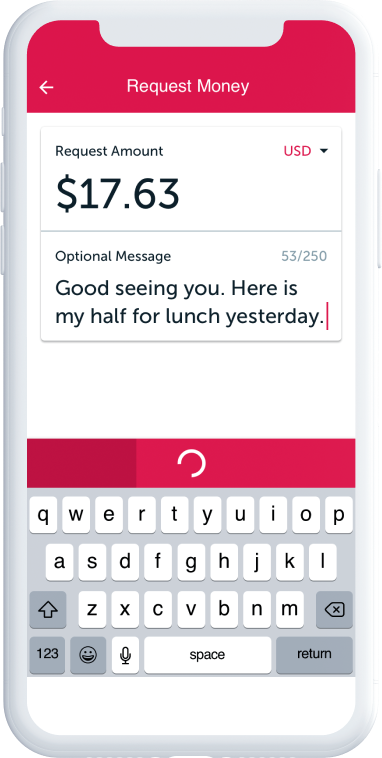 Request Money
Request Amount USD
$17.63
Optional Message 53/250
Good seeing you. Here is
my half for lunch yesterday.
q w e r t y u i o p
a s d f g h j k l
z x c v b n m
123 space return